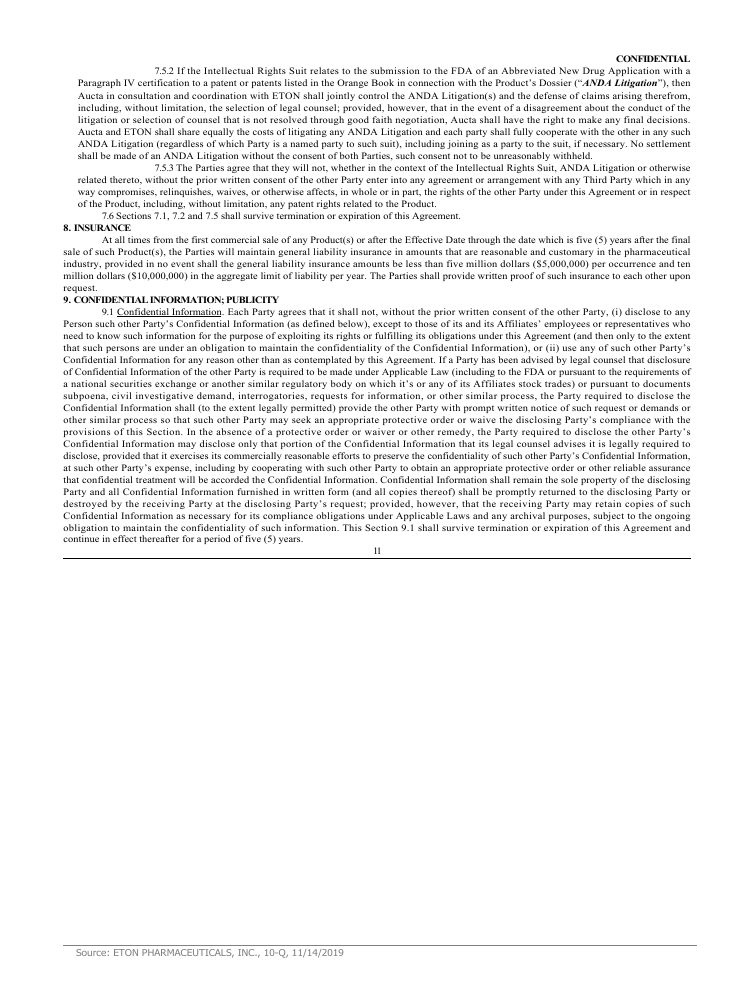 CONFIDENTIAL
7.5.2 If the Intellectual Rights Suit relates to the submission to the FDA of an Abbreviated New Drug Application with a
Paragraph IV certification to a patent or patents listed in the Orange Book in connection with the Product's Dossier (“ANDA Litigation”), then
Aucta in consultation and coordination with ETON shall jointly control the ANDA Litigation(s) and the defense of claims arising therefrom,
including, without limitation, the selection of legal counsel; provided, however, that in the event of a disagreement about the conduct of the
litigation or selection of counsel that is not resolved through good faith negotiation, Aucta shall have the right to make any final decisions.
Aucta and ETON shall share equally the costs of litigating any ANDA Litigation and each party shall fully cooperate with the other in any such
ANDA Litigation (regardless of which Party is a named party to such suit), including joining as a party to the suit, if necessary. No settlement
shall be made of an ANDA Litigation without the consent of both Parties, such consent not to be unreasonably withheld.
7.5.3 The Parties agree that they will not, whether in the context of the Intellectual Rights Suit, ANDA Litigation or otherwise
related thereto, without the prior written consent of the other Party enter into any agreement or arrangement with any Third Party which in any
way compromises, relinquishes, waives, or otherwise affects, in whole or in part, the rights of the other Party under this Agreement or in respect
of the Product, including, without limitation, any patent rights related to the Product.
7.6 Sections 7.1, 7.2 and 7.5 shall survive termination or expiration of this Agreement.
8. INSURANCE
At all times from the first commercial sale of any Product(s) or after the Effective Date through the date which is five (5) years after the final
sale of such Product(s), the Parties will maintain general liability insurance in amounts that are reasonable and customary in the pharmaceutical
industry, provided in no event shall the general liability insurance amounts be less than five million dollars ($5,000,000) per occurrence and ten
million dollars ($10,000,000) in the aggregate limit of liability per year. The Parties shall provide written proof of such insurance to each other upon
request.
9. CONFIDENTIAL INFORMATION; PUBLICITY
9.1 Confidential Information. Each Party agrees that it shall not, without the prior written consent of the other Party, (i) disclose to any
Person such other Party's Confidential Information (as defined below), except to those of its and its Affiliates' employees or representatives who
need to know such information for the purpose of exploiting its rights or fulfilling its obligations under this Agreement (and then only to the extent
that such persons are under an obligation to maintain the confidentiality of the Confidential Information), or (ii) use any of such other Party's
Confidential Information for any reason other than as contemplated by this Agreement. If a Party has been advised by legal counsel that disclosure
of Confidential Information of the other Party is required to be made under Applicable Law (including to the FDA or pursuant to the requirements of
a national securities exchange or another similar regulatory body on which it's or any of its Affiliates stock trades) or pursuant to documents
subpoena, civil investigative demand, interrogatories, requests for information, or other similar process, the Party required to disclose the
Confidential Information shall (to the extent legally permitted) provide the other Party with prompt written notice of such request or demands or
other similar process so that such other Party may seek an appropriate protective order or waive the disclosing Party's compliance with the
provisions of this Section. In the absence of a protective order or waiver or other remedy, the Party required to disclose the other Party's
Confidential Information may disclose only that portion of the Confidential Information that its legal counsel advises it is legally required to
disclose, provided that it exercises its commercially reasonable efforts to preserve the confidentiality of such other Party's Confidential Information,
at such other Party's expense, including by cooperating with such other Party to obtain an appropriate protective order or other reliable assurance
that confidential treatment will be accorded the Confidential Information. Confidential Information shall remain the sole property of the disclosing
Party and all Confidential Information furnished in written form (and all copies thereof) shall be promptly returned to the disclosing Party or
destroyed by the receiving Party at the disclosing Party's request; provided, however, that the receiving Party may retain copies of such
Confidential Information as necessary for its compliance obligations under Applicable Laws and any archival purposes, subject to the ongoing
obligation to maintain the confidentiality of such information. This Section 9.1 shall survive termination or expiration of this Agreement and
continue in effect thereafter for a period of five (5) years.
11
Source: ETON PHARMACEUTICALS, INC., 10-Q, 11/14/2019